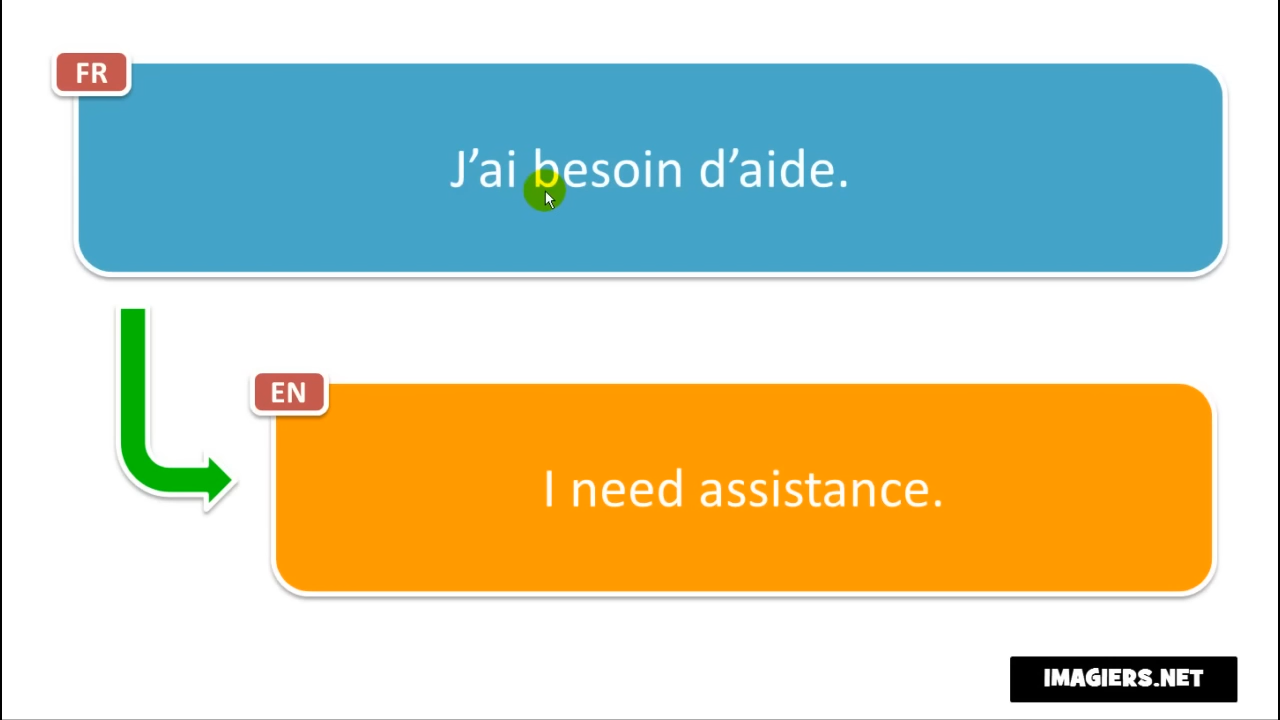 FR
J’ai besoin d’aide.
EN
I need assistance.
IMAGIERS.NET